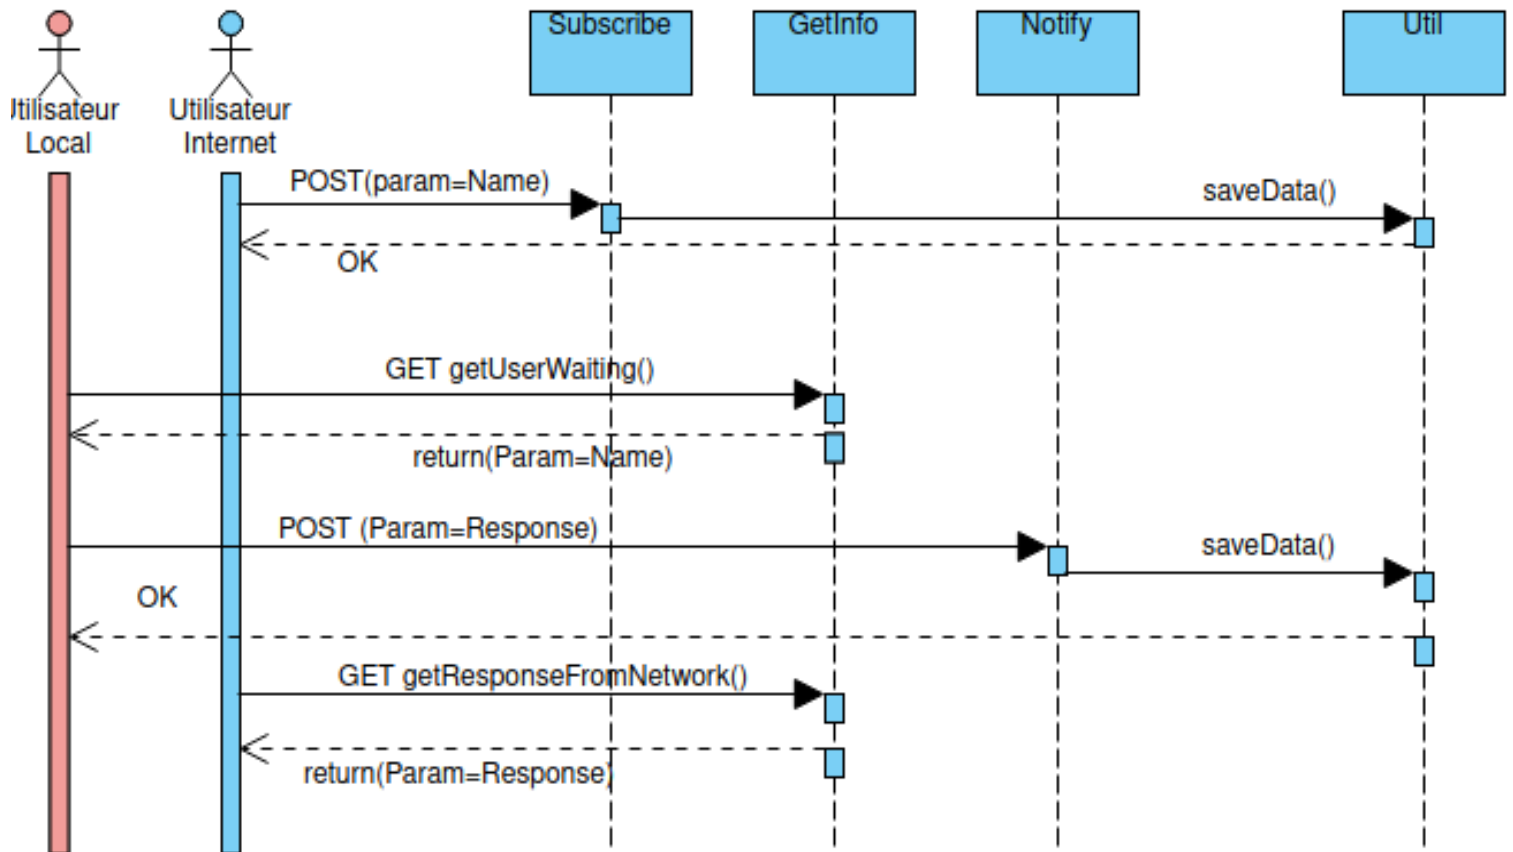 Subscribe
GetInfo
Notify
Util
Jtilisateur
Local
Utilisateur
Internet
POST(param=Name)
saveData()
OK
GET getUserWaiting()
return(Param=Name)
POST (Param=Response)
saveData()
OK
GET getResponseFromNetwork()
return(Param=Response)